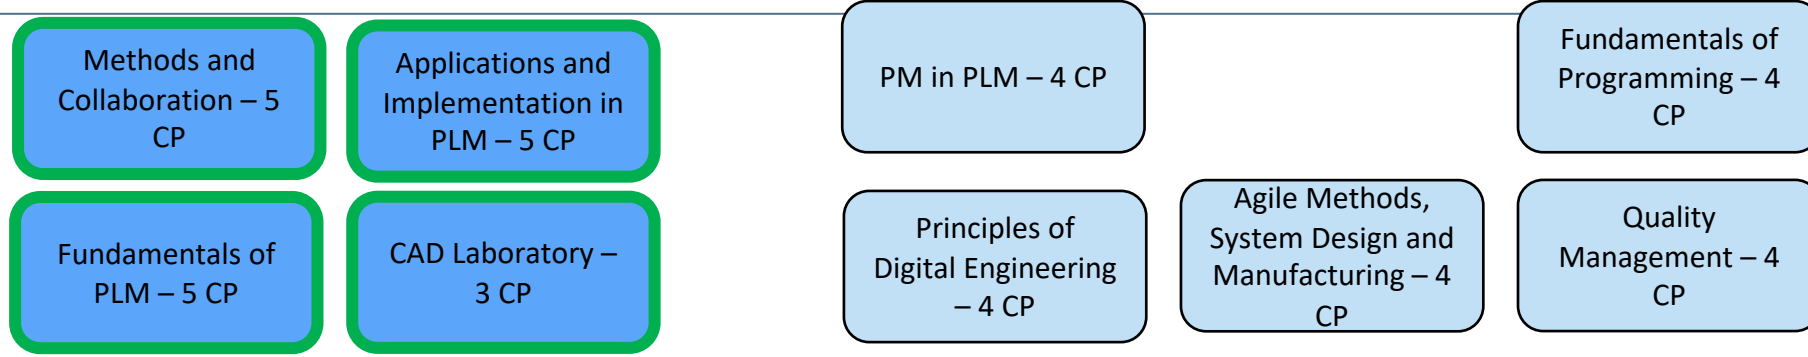 Methods and
Collaboration – 5
CP
Applications and
Implementation in
PLM – 5 CP
PM in PLM – 4 CP
Fundamentals of
Programming – 4
CP
Fundamentals of
PLM – 5 CP
CAD Laboratory –
3 CP
Principles of
Digital Engineering
– 4 CP
Agile Methods,
System Design and
Manufacturing – 4
CP
Quality
Management – 4
CP